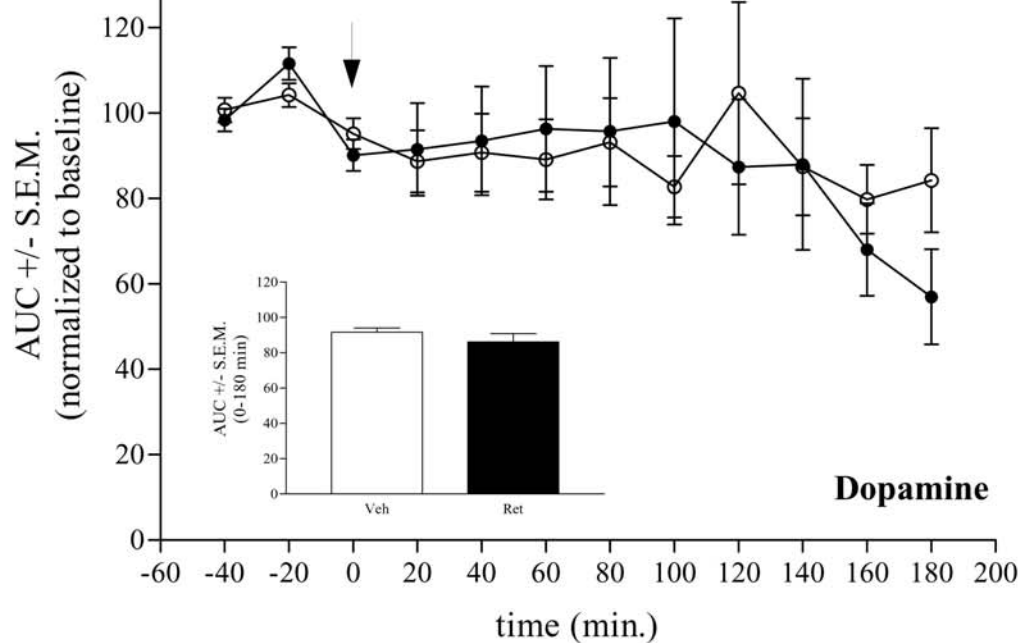 AUC +/- S.E.M.
(normalized to baseline)
120
100
80
60
40
20
0
AUC +/- S.E.M.
(0-180 min)
120
100
80
60
40
20
0
Veh Ret
Dopamine
-60 -40 -20 0 20 40 60 80 100 120 140 160 180 200
time (min.)